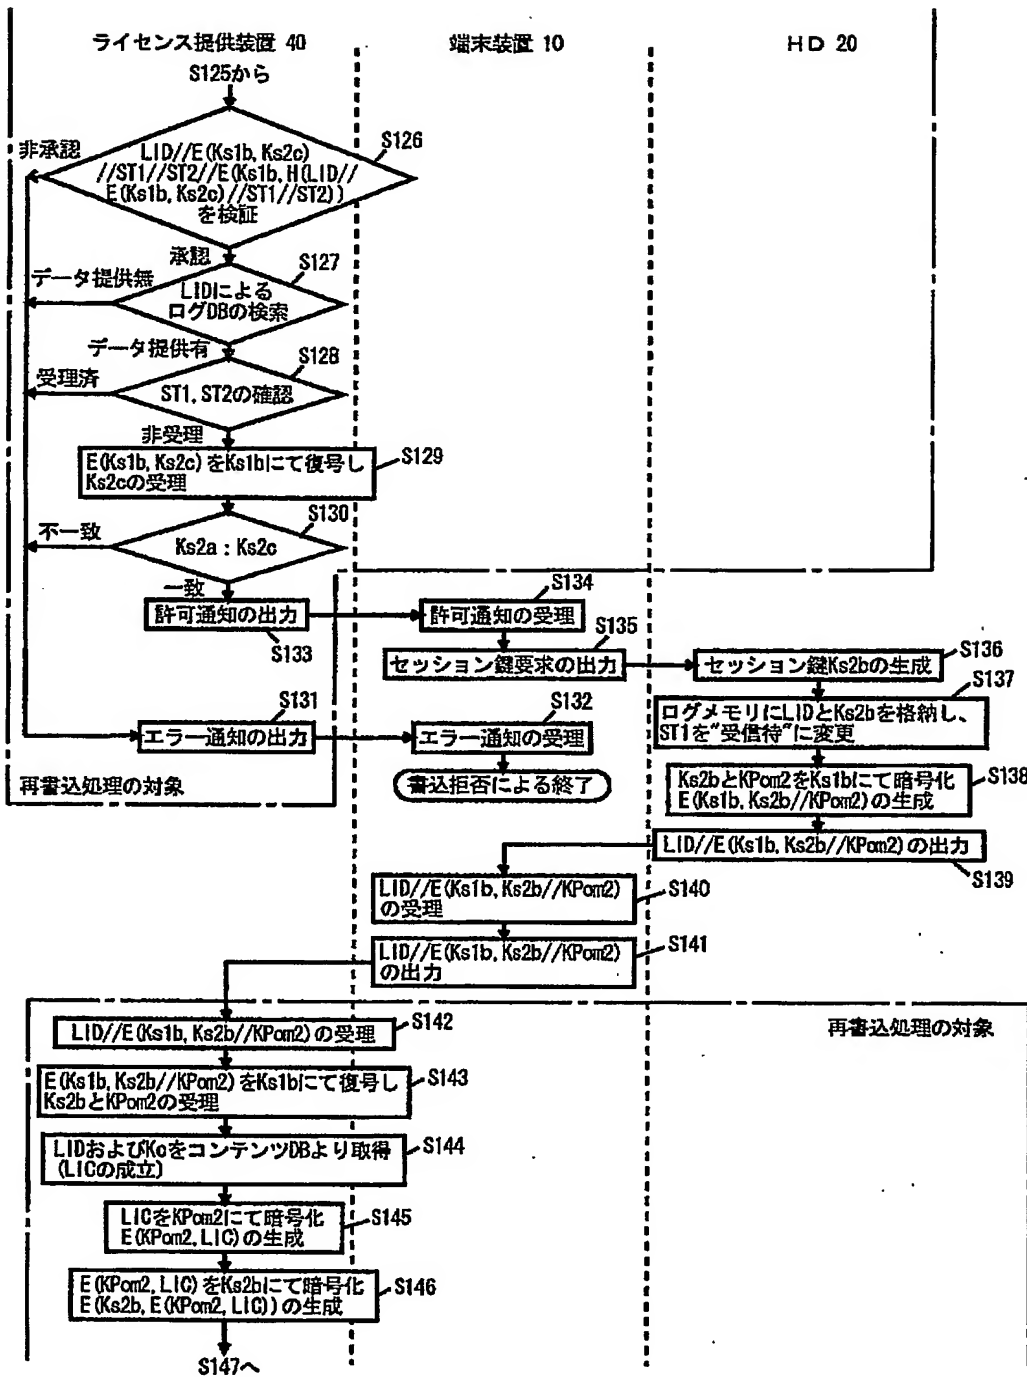 ライセンス提供装置 40
端末装置 10
HD 20
S125から
S126
非承認
LID//E(Ks1b, Ks2c)
//ST1//ST2//E(Ks1b, H(LID//
E(Ks1b, Ks2c)//ST1//ST2))
を検証
承認
S127
データ提供無
LIDによる
ログDBの検索
データ提供有
S128
受理済
ST1, ST2の確認
非受理
E(Ks1b, Ks2c)をKs1bにて復号し
Ks2cの受理
S129
S130
不一致
Ks2a : Ks2c
一致
許可通知の出力
S133
S134
許可通知の受理
S135
セッション鍵要求の出力
S136
セッション鍵Ks2bの生成
S137
ログメモリにLIDとKs2bを格納し、
ST1を"受信待"に変更
S131
エラー通知の出力
S132
エラー通知の受理
書込拒否による終了
再書込処理の対象
Ks2bとKPom2をKs1bにて暗号化
E(Ks1b, Ks2b//KPom2)の生成
S138
LID//E(Ks1b, Ks2b//KPom2)の出力
S139
LID//E(Ks1b, Ks2b//KPom2)
の受理
S140
LID//E(Ks1b, Ks2b//KPom2)
の出力
S141
再書込処理の対象
LID//E(Ks1b, Ks2b//KPom2)の受理
S142
E(Ks1b, Ks2b//KPom2)をKs1bにて復号し
Ks2bとKPom2の受理
S143
LIDおよびKcをコンテンツDBより取得
(LICの成立)
S144
LICをKPom2にて暗号化
E(KPom2, LIC)の生成
S145
E(KPom2, LIC)をKs2bにて暗号化
E(Ks2b, E(KPom2, LIC))の生成
S146
S147へ